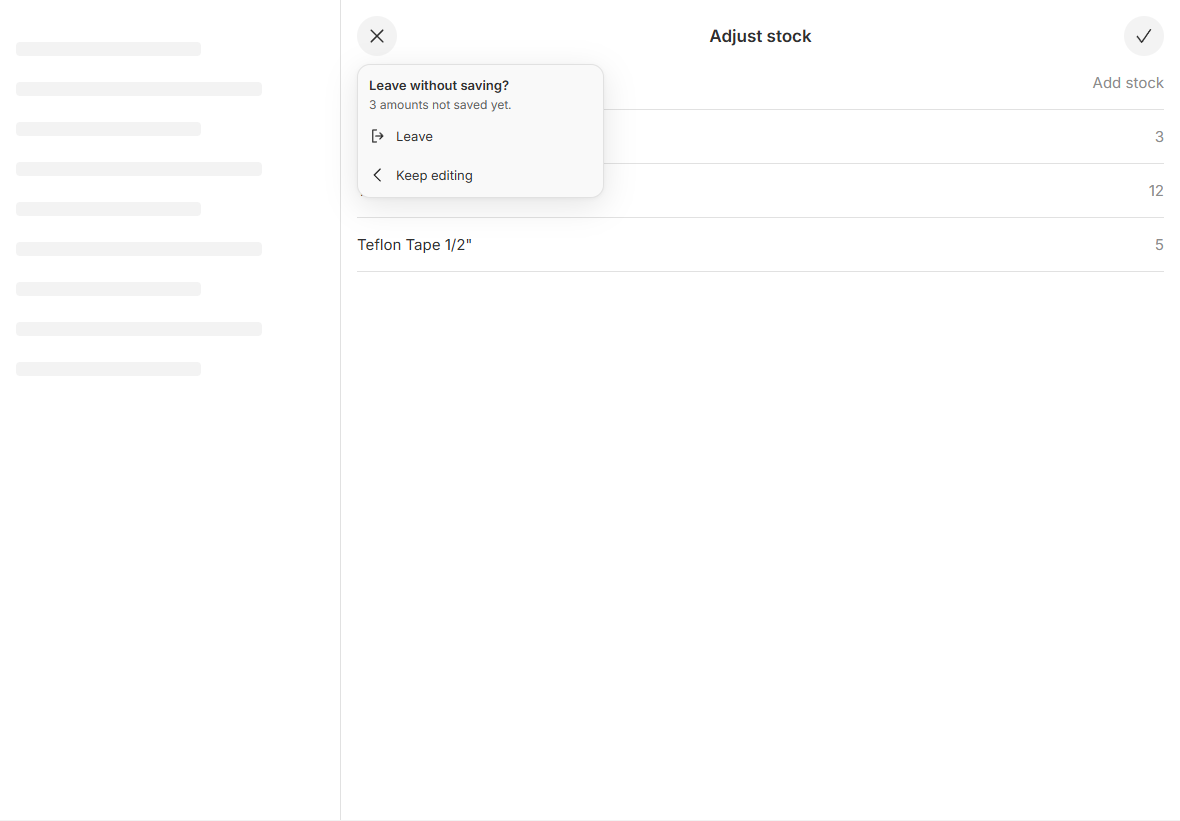 Adjust stock
Leave without saving?
3 amounts not saved yet.
Leave
Keep editing
Add stock
3
12
Teflon Tape 1/2"
5